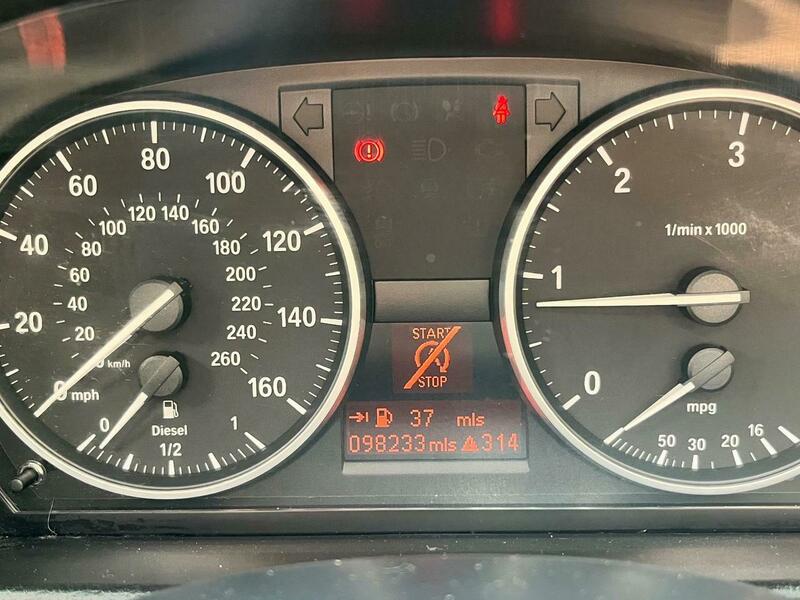 20 40 60 80 100 120 140 160
20 40 60 80 100 120 140 160 180 200 220 240 260
km/h
0 mph
0 1/2 1
Diesel
START
STOP
37 mls
098233 mls 314
0 1 2 3
1/min x 1000
mpg
50 30 20 16